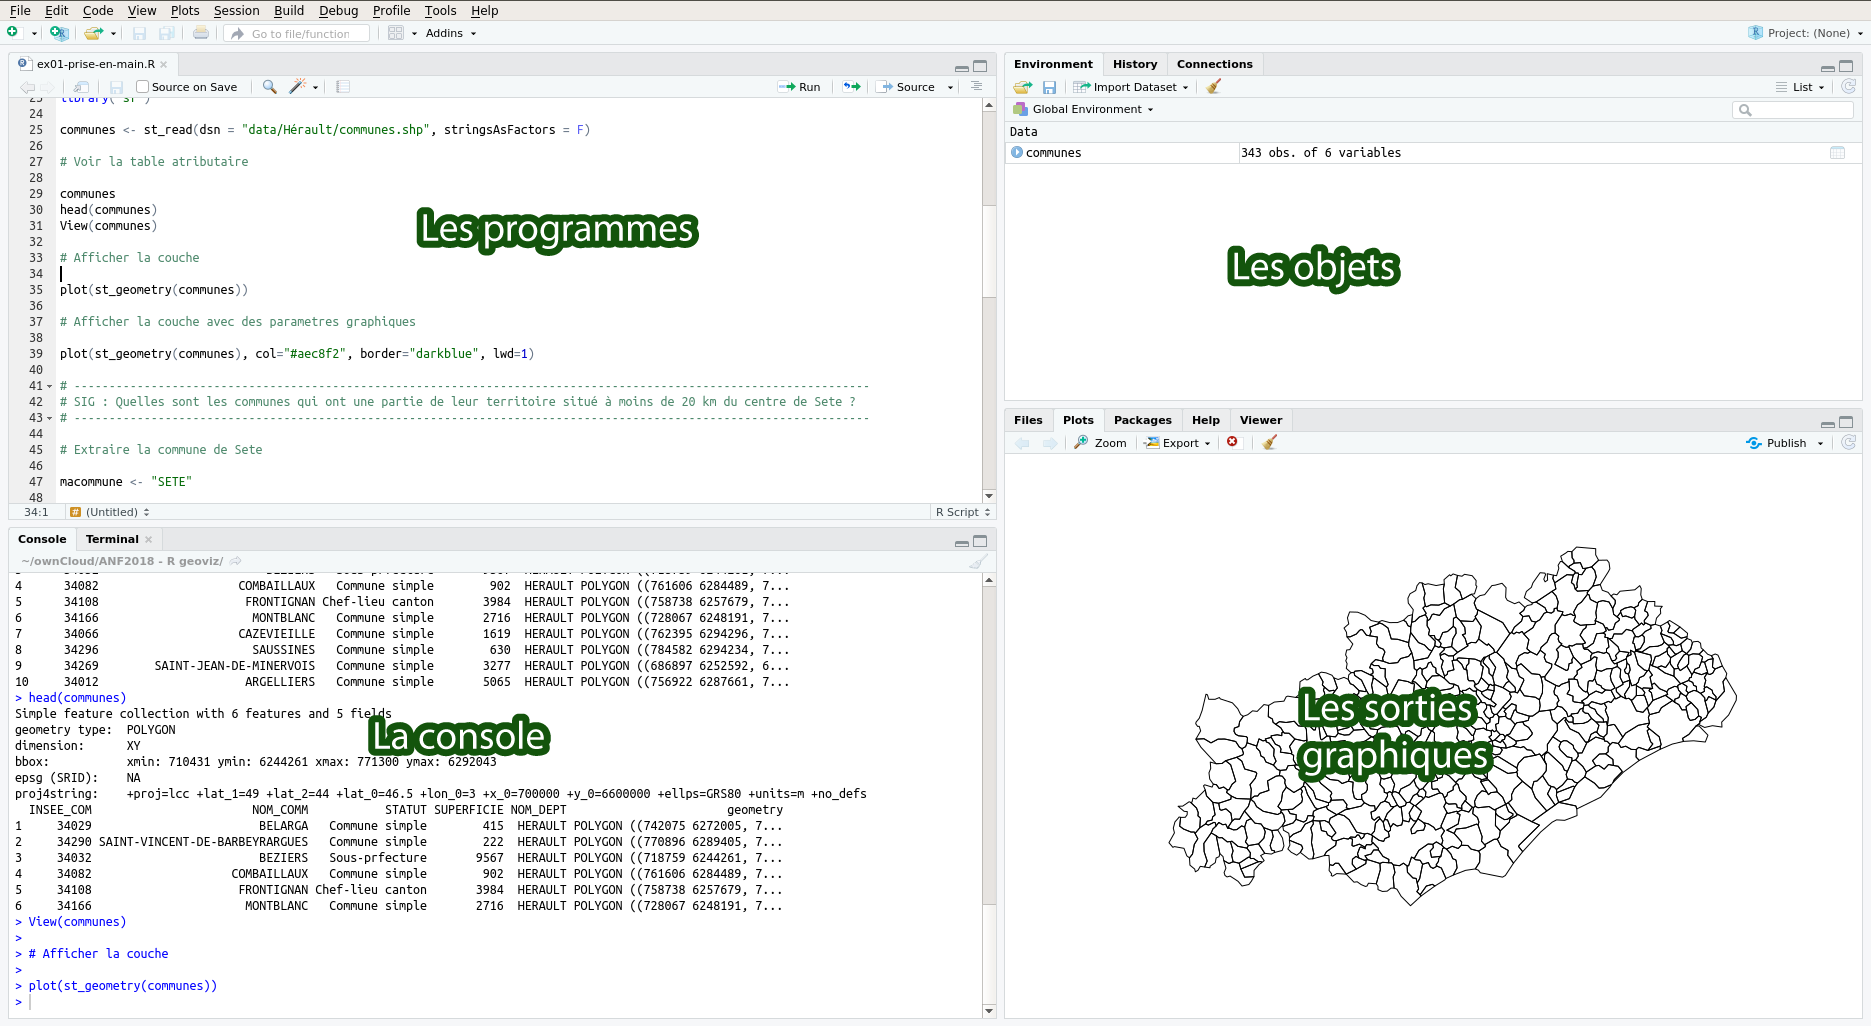 File Edit Code View Plots Session Build Debug Profile Tools Help
Go to file/function Addins Project: (None)
ex01-prise-en-main.R
Source on Save Run Source
23 library("sf")
24
25 communes <- st_read(dsn = "data/Hérault/communes.shp", stringsAsFactors = F)
26
27 # Voir la table atributaire
28
29 communes
30 head(communes)
31 View(communes)
32
33 # Afficher la couche
34
35 plot(st_geometry(communes))
36
37 # Afficher la couche avec des parametres graphiques
38
39 plot(st_geometry(communes), col="#aec8f2", border="darkblue", lwd=1)
40
41 # -----------------------------------------------------------------------------------------------------------------
42 # SIG : Quelles sont les communes qui ont une partie de leur territoire situé à moins de 20 km du centre de Sete ?
43 # -----------------------------------------------------------------------------------------------------------------
44
45 # Extraire la commune de Sete
46
47 macommune <- "SETE"
48
Les programmes
34:1 # (Untitled) R Script
Console Terminal
~/ownCloud/ANF2018 - R geoviz/
4 34082 COMBAILLAUX Commune simple 902 HERAULT POLYGON ((761606 6284489, 7...
5 34108 FRONTIGNAN Chef-lieu canton 3984 HERAULT POLYGON ((758738 6257679, 7...
6 34166 MONTBLANC Commune simple 2716 HERAULT POLYGON ((728067 6248191, 7...
7 34066 CAZEVIEILLE Commune simple 1619 HERAULT POLYGON ((762395 6294296, 7...
8 34296 SAUSSINES Commune simple 630 HERAULT POLYGON ((784582 6294234, 7...
9 34269 SAINT-JEAN-DE-MINERVOIS Commune simple 3277 HERAULT POLYGON ((686897 6252592, 6...
10 34012 ARGELLIERS Commune simple 5065 HERAULT POLYGON ((756922 6287661, 7...
> head(communes)
Simple feature collection with 6 features and 5 fields
geometry type: POLYGON
dimension: XY
bbox: xmin: 710431 ymin: 6244261 xmax: 771300 ymax: 6292043
epsg (SRID): NA
proj4string: +proj=lcc +lat_1=49 +lat_2=44 +lat_0=46.5 +lon_0=3 +x_0=700000 +y_0=6600000 +ellps=GRS80 +units=m +no_defs
INSEE_COM NOM_COMM STATUT SUPERFICIE NOM_DEPT geometry
1 34029 BELARGA Commune simple 415 HERAULT POLYGON ((742075 6272005, 7...
2 34290 SAINT-VINCENT-DE-BARBEYRARGUES Commune simple 222 HERAULT POLYGON ((770896 6289405, 7...
3 34032 BEZIERS Sous-prfecture 9567 HERAULT POLYGON ((718759 6244261, 7...
4 34082 COMBAILLAUX Commune simple 902 HERAULT POLYGON ((761606 6284489, 7...
5 34108 FRONTIGNAN Chef-lieu canton 3984 HERAULT POLYGON ((758738 6257679, 7...
6 34166 MONTBLANC Commune simple 2716 HERAULT POLYGON ((728067 6248191, 7...
> View(communes)
>
> # Afficher la couche
>
> plot(st_geometry(communes))
>
La console
Environment History Connections
Import Dataset List
Global Environment
Data
communes 343 obs. of 6 variables
Les objets
Files Plots Packages Help Viewer
Zoom Export Publish
Les sorties
graphiques